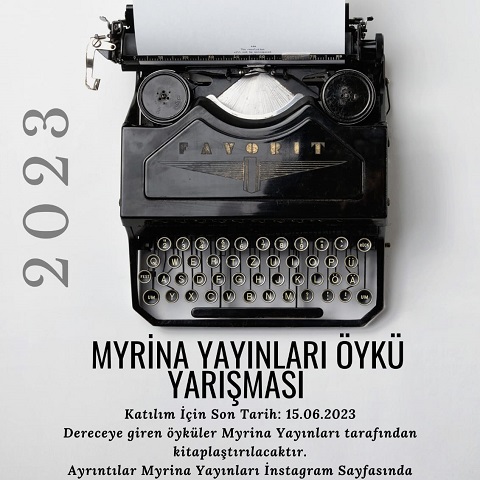 FAVORIT
2023
MYRİNA YAYINLARI ÖYKÜ
YARIŞMASI
Katılım İçin Son Tarih: 15.06.2023
Dereceye giren öyküler Myrina Yayınları tarafından
kitaplaştırılacaktır.
Ayrıntılar Myrina Yayınları İnstagram Sayfasında